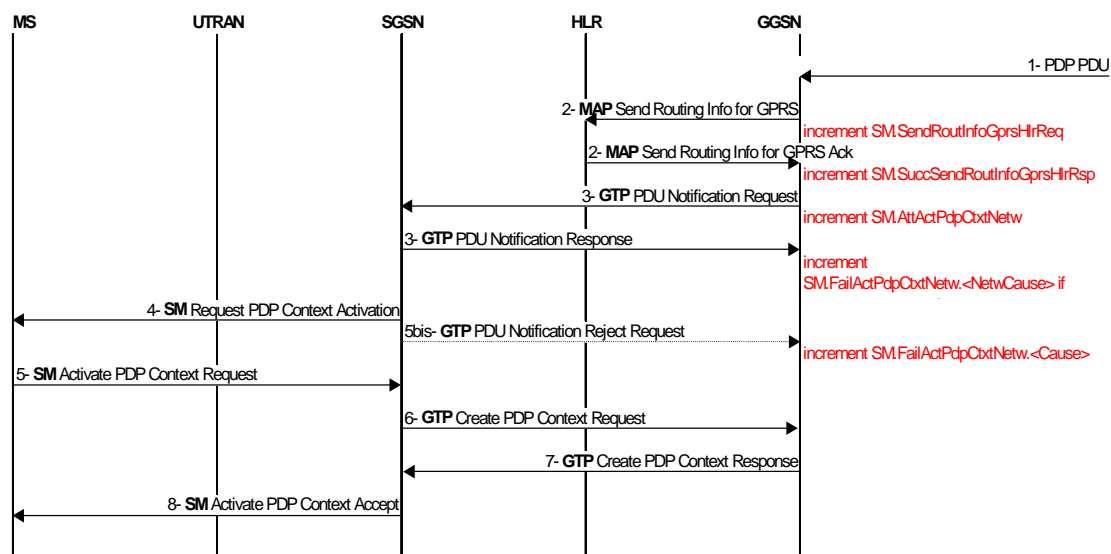 MS UTRAN SGSN HLR GGSN
1- PDP PDU
2- MAP Send Routing Info for GPRS
increment SM.SendRoutInfoGprsHlrReq
2- MAP Send Routing Info for GPRS Ack
increment SM.SuccSendRoutInfoGprsHlrRsp
3- GTP PDU Notification Request
increment SM.AttActPdpCtxtNetw
3- GTP PDU Notification Response
increment
SM.FailActPdpCtxtNetw.<NetwCause> if
4- SM Request PDP Context Activation
5bis- GTP PDU Notification Reject Request
increment SM.FailActPdpCtxtNetw.<Cause>
5- SM Activate PDP Context Request
6- GTP Create PDP Context Request
7- GTP Create PDP Context Response
8- SM Activate PDP Context Accept